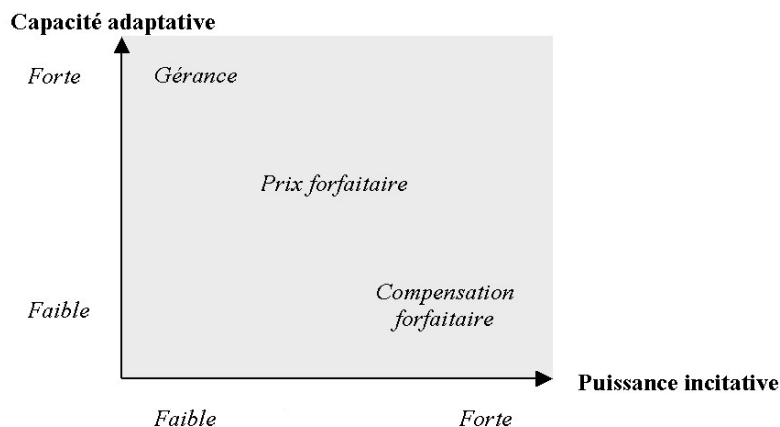 Capacité adaptative
Forte
Gérance
Prix forfaitaire
Compensation
forfaitaire
Faible
Puissance incitative
Faible
Forte